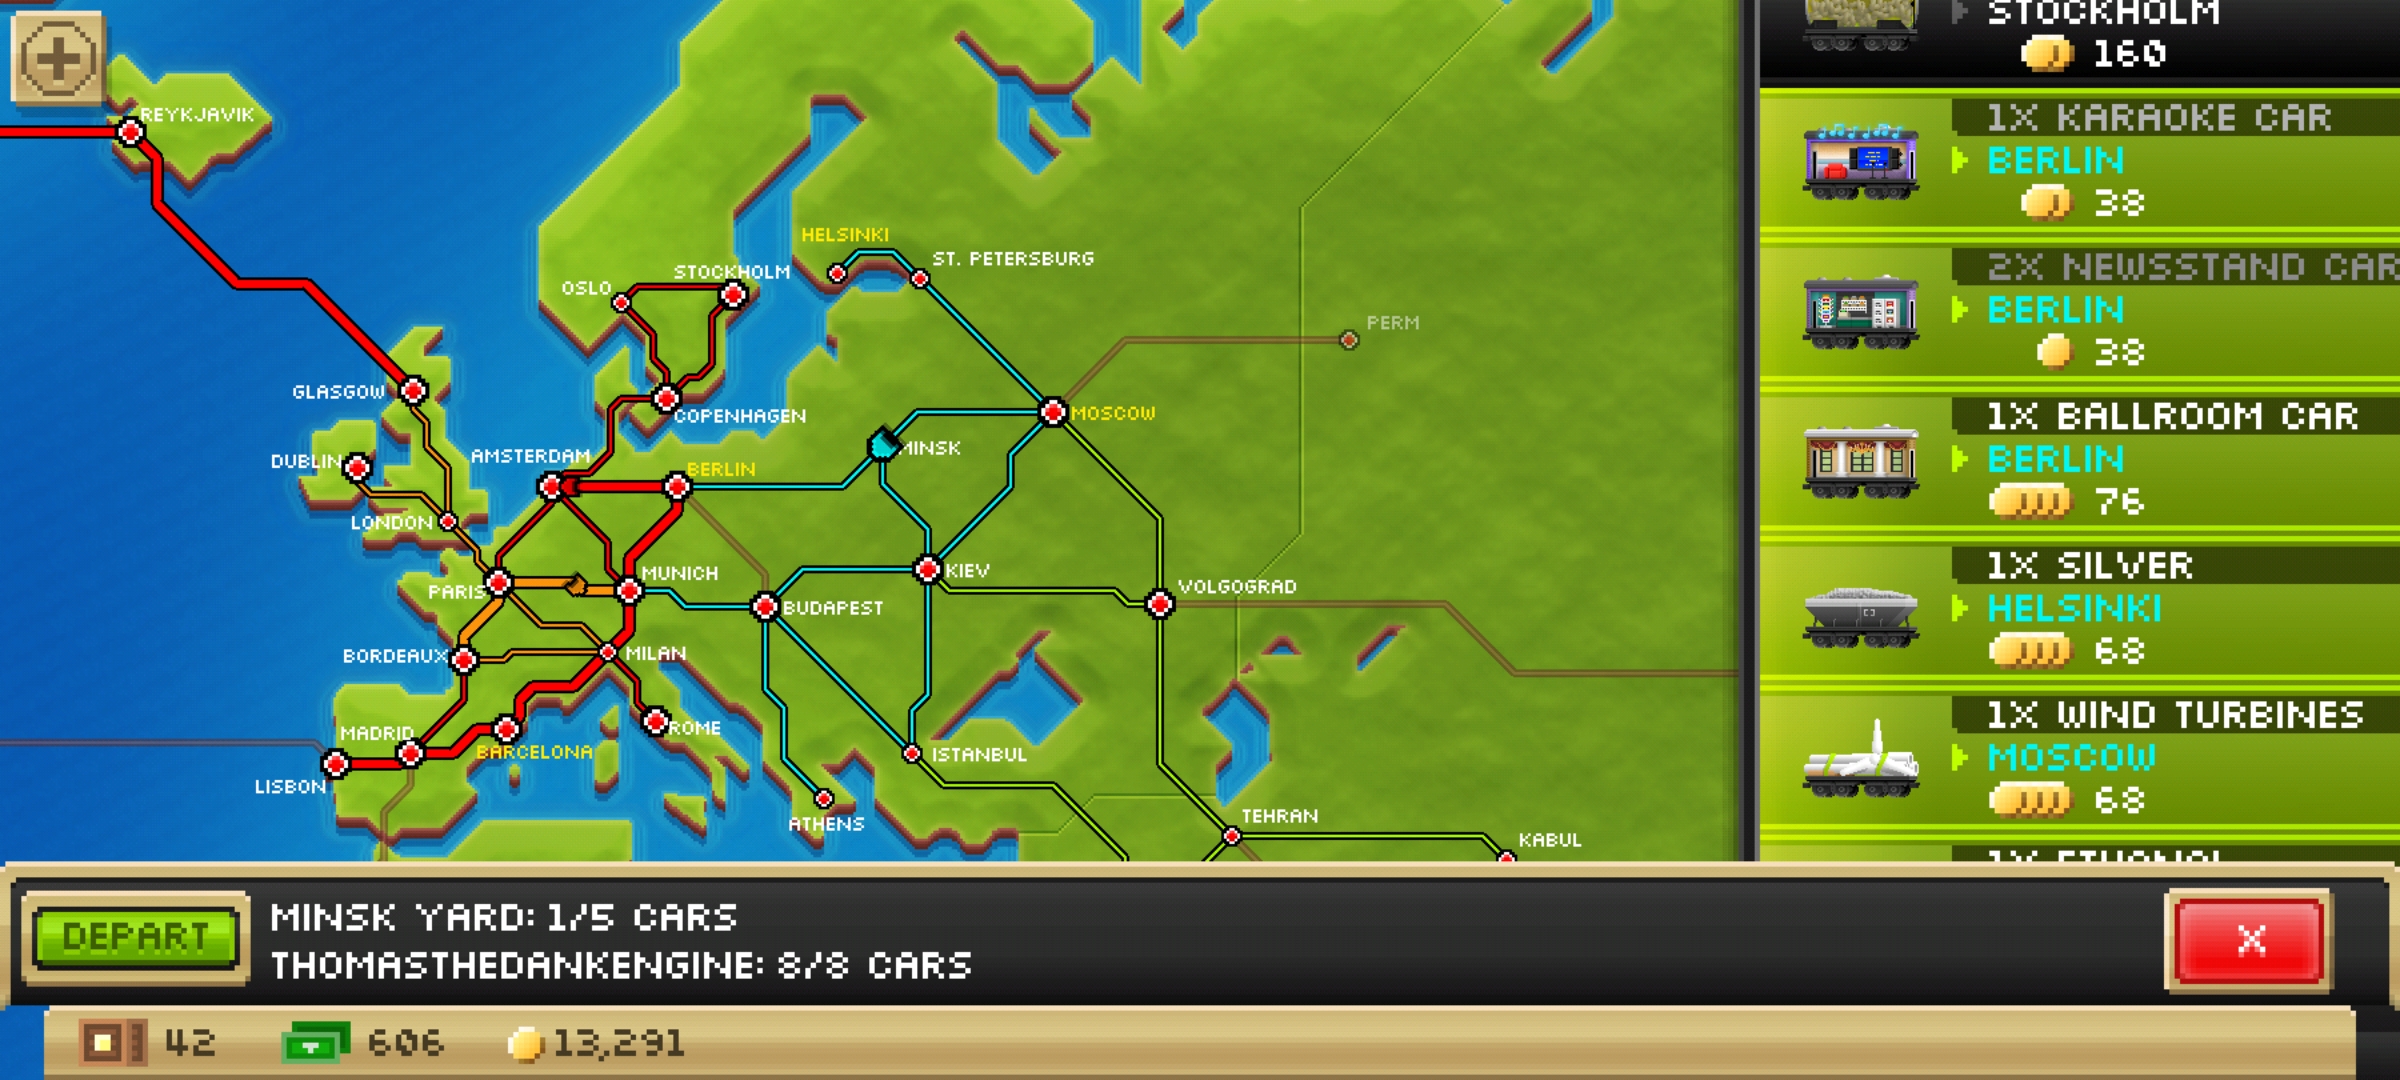 STOCKHOLM
160
1X KARAOKE CAR
BERLIN
38
2X NEWSSTAND CAR
BERLIN
38
1X BALLROOM CAR
BERLIN
76
1X SILVER
HELSINKI
68
1X WIND TURBINES
MOSCOW
68
1X ETHANOL
REYKJAVIK
HELSINKI
ST. PETERSBURG
STOCKHOLM
OSLO
PERM
GLASGOW
COPENHAGEN
MOSCOW
MINSK
AMSTERDAM
DUBLIN
BERLIN
LONDON
MUNICH
KIEV
VOLGOGRAD
PARIS
BUDAPEST
BORDEAUX
MILAN
MADRID
ROME
BARCELONA
ISTANBUL
LISBON
ATHENS
TEHRAN
KABUL
DEPART
MINSK YARD: 1/5 CARS
THOMASTHEDANKENGINE: 8/8 CARS
X
42
606
13,291